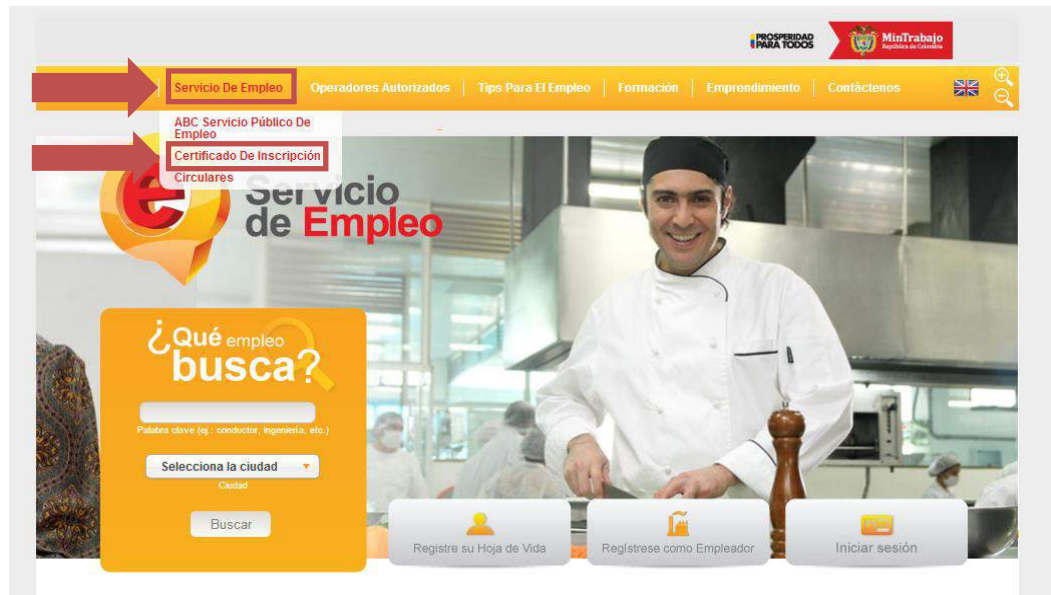 PROSPERIDAD
PARA TODOS
MinTrabajo
República de Colombia
Servicio De Empleo
Operadores Autorizados
Tips Para El Empleo
Formación
Emprendimiento
Contáctenos
ABC Servicio Público De
Empleo
Certificado De Inscripción
Circulares
e
Servicio
de Empleo
¿Qué empleo
busca?
Palabra clave (ej.: conductor, ingeniería, etc.)
Selecciona la ciudad
Ciudad
Buscar
Registre su Hoja de Vida
Regístrese como Empleador
Iniciar sesión